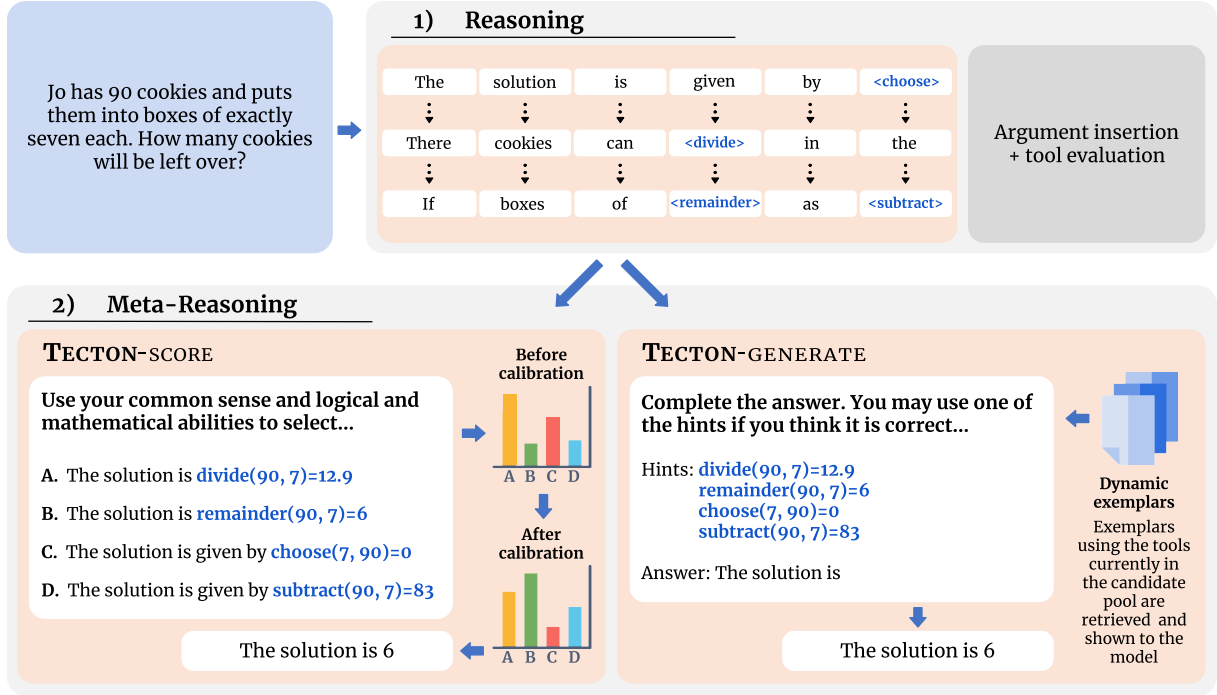 Jo has 90 cookies and puts
them into boxes of exactly
seven each. How many cookies
will be left over?
1) Reasoning
The solution is given by <choose>
There cookies can <divide> in the
If boxes of <remainder> as <subtract>
Argument insertion
+ tool evaluation
2) Meta-Reasoning
TECTON-SCORE
Use your common sense and logical and
mathematical abilities to select...
A. The solution is divide(90, 7)=12.9
B. The solution is remainder(90, 7)=6
C. The solution is given by choose(7, 90)=0
D. The solution is given by subtract(90, 7)=83
Before
calibration
A B C D
After
calibration
A B C D
The solution is 6
TECTON-GENERATE
Complete the answer. You may use one of
the hints if you think it is correct...
Hints: divide(90, 7)=12.9
remainder(90, 7)=6
choose(7, 90)=0
subtract(90, 7)=83
Answer: The solution is
The solution is 6
Dynamic
exemplars
Exemplars
using the tools
currently in
the candidate
pool are
retrieved and
shown to the
model